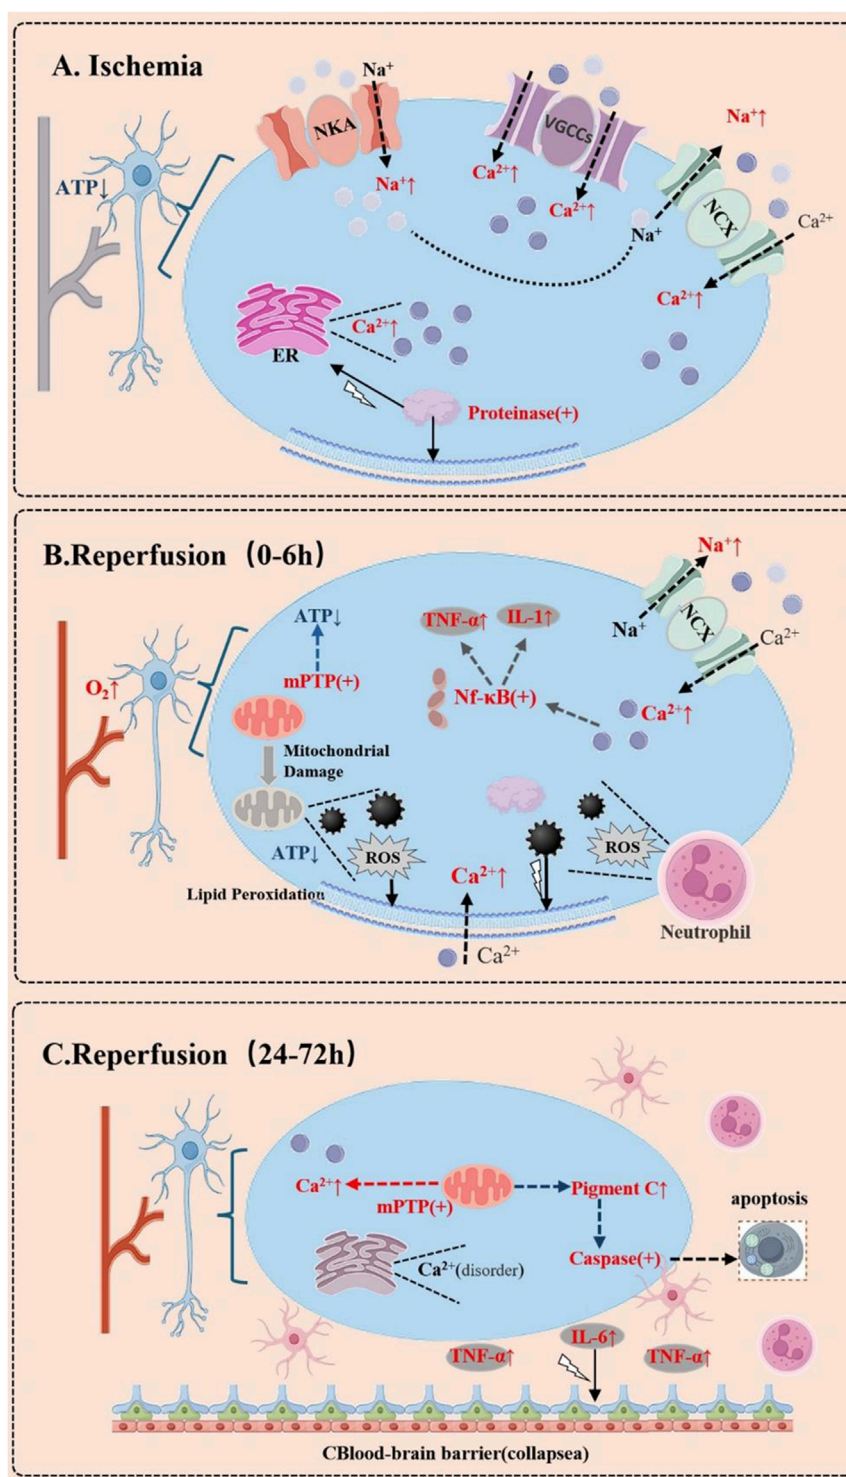 A. Ischemia
Na⁺
NKA
VGCCs
Na⁺↑
ATP↓
Na⁺↑
Ca²⁺↑
Ca²⁺↑
NCX
Na⁺
Ca²⁺
Ca²⁺↑
Ca²⁺↑
ER
Proteinase(+)
B.Reperfusion（0-6h）
Na⁺↑
ATP↓
TNF-α↑
IL-1↑
Na⁺
NCX
Ca²⁺
O₂↑
mPTP(+)
Nf-κB(+)
Ca²⁺↑
Mitochondrial
Damage
ATP↓
ROS
ROS
Ca²⁺↑
Lipid Peroxidation
Neutrophil
Ca²⁺
C.Reperfusion（24-72h）
Ca²⁺↑
mPTP(+)
Pigment C↑
apoptosis
Ca²⁺(disorder)
Caspase(+)
TNF-α↑
IL-6↑
TNF-α↑
CBlood-brain barrier(collapsea)